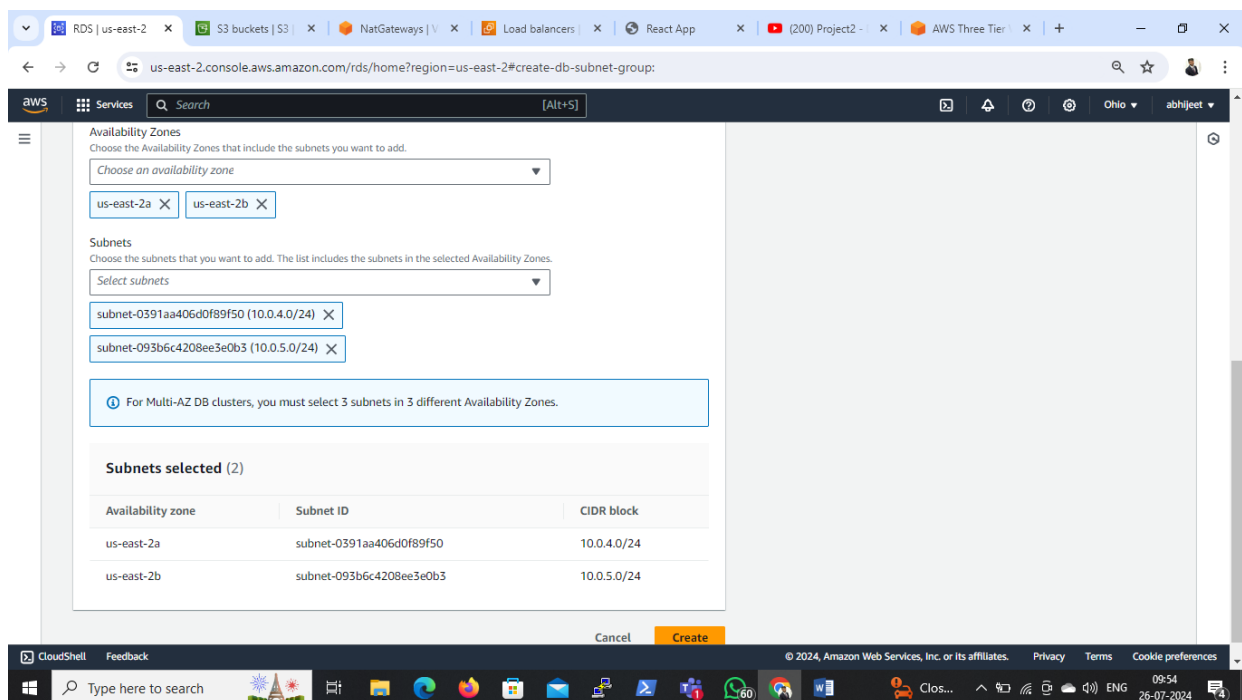 RDS | us-east-2
S3 buckets | S3 |
NatGateways | V
Load balancers |
React App
(200) Project2 -
AWS Three Tier
us-east-2.console.aws.amazon.com/rds/home?region=us-east-2#create-db-subnet-group:
aws
Services
Search
[Alt+S]
Ohio
abhijeet
Availability Zones
Choose the Availability Zones that include the subnets you want to add.
Choose an availability zone
us-east-2a
us-east-2b
Subnets
Choose the subnets that you want to add. The list includes the subnets in the selected Availability Zones.
Select subnets
subnet-0391aa406d0f89f50 (10.0.4.0/24)
subnet-093b6c4208ee3e0b3 (10.0.5.0/24)
For Multi-AZ DB clusters, you must select 3 subnets in 3 different Availability Zones.
Subnets selected (2)
Availability zone Subnet ID CIDR block
us-east-2a subnet-0391aa406d0f89f50 10.0.4.0/24
us-east-2b subnet-093b6c4208ee3e0b3 10.0.5.0/24
Cancel
Create
CloudShell
Feedback
© 2024, Amazon Web Services, Inc. or its affiliates.
Privacy
Terms
Cookie preferences
Type here to search
60
Clos...
ENG
09:54
26-07-2024
4